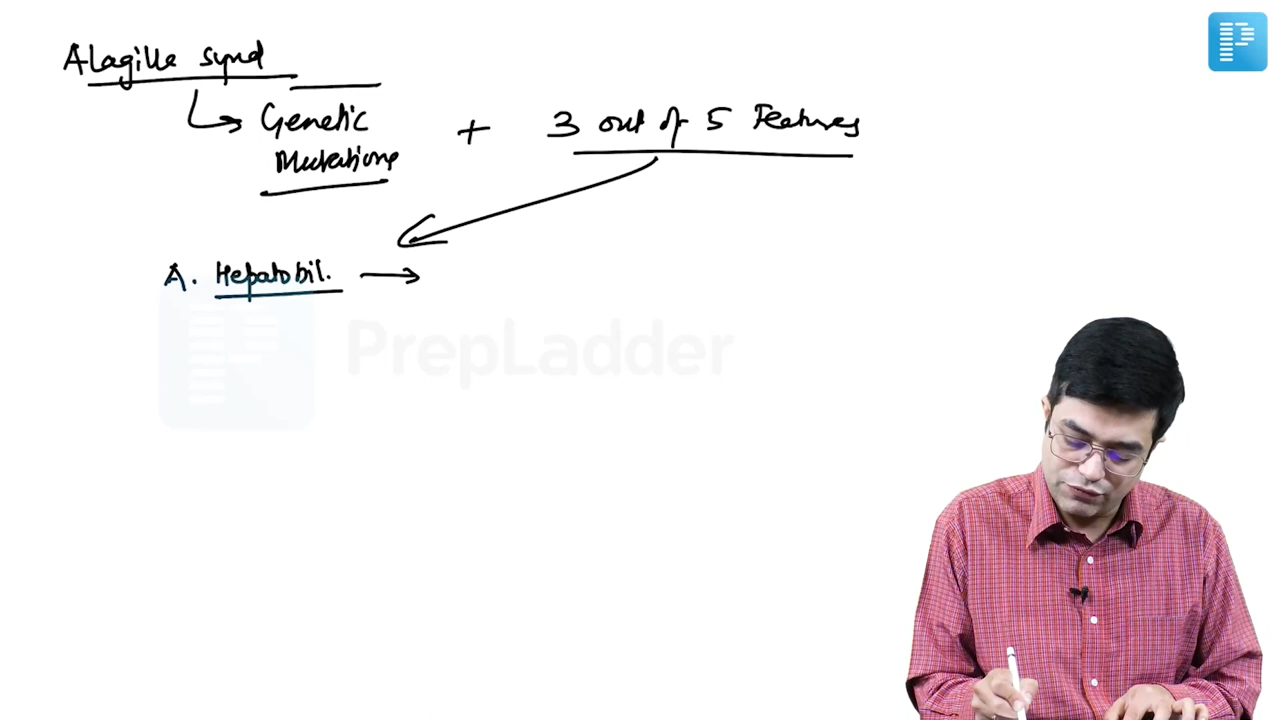 Alagille synd
Genetic + 3 out of 5 Features
Mutations
A. Hepatobil. →
PrepLadder